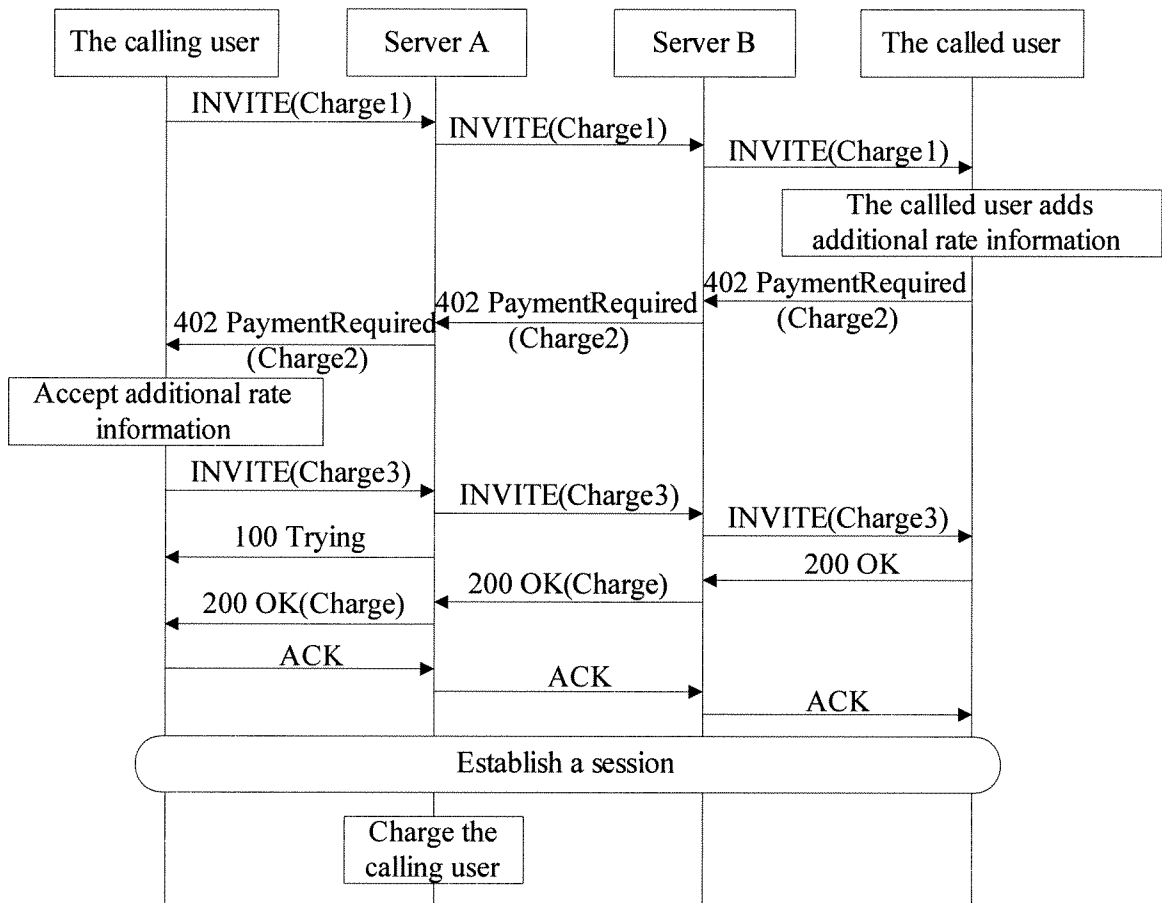 The calling user
Server A
Server B
The called user
INVITE(Charge1)
INVITE(Charge1)
INVITE(Charge1)
The callled user adds
additional rate information
402 PaymentRequired
(Charge2)
402 PaymentRequired
(Charge2)
402 PaymentRequired
(Charge2)
Accept additional rate
information
INVITE(Charge3)
INVITE(Charge3)
INVITE(Charge3)
100 Trying
200 OK
200 OK(Charge)
200 OK(Charge)
ACK
ACK
ACK
Establish a session
Charge the
calling user